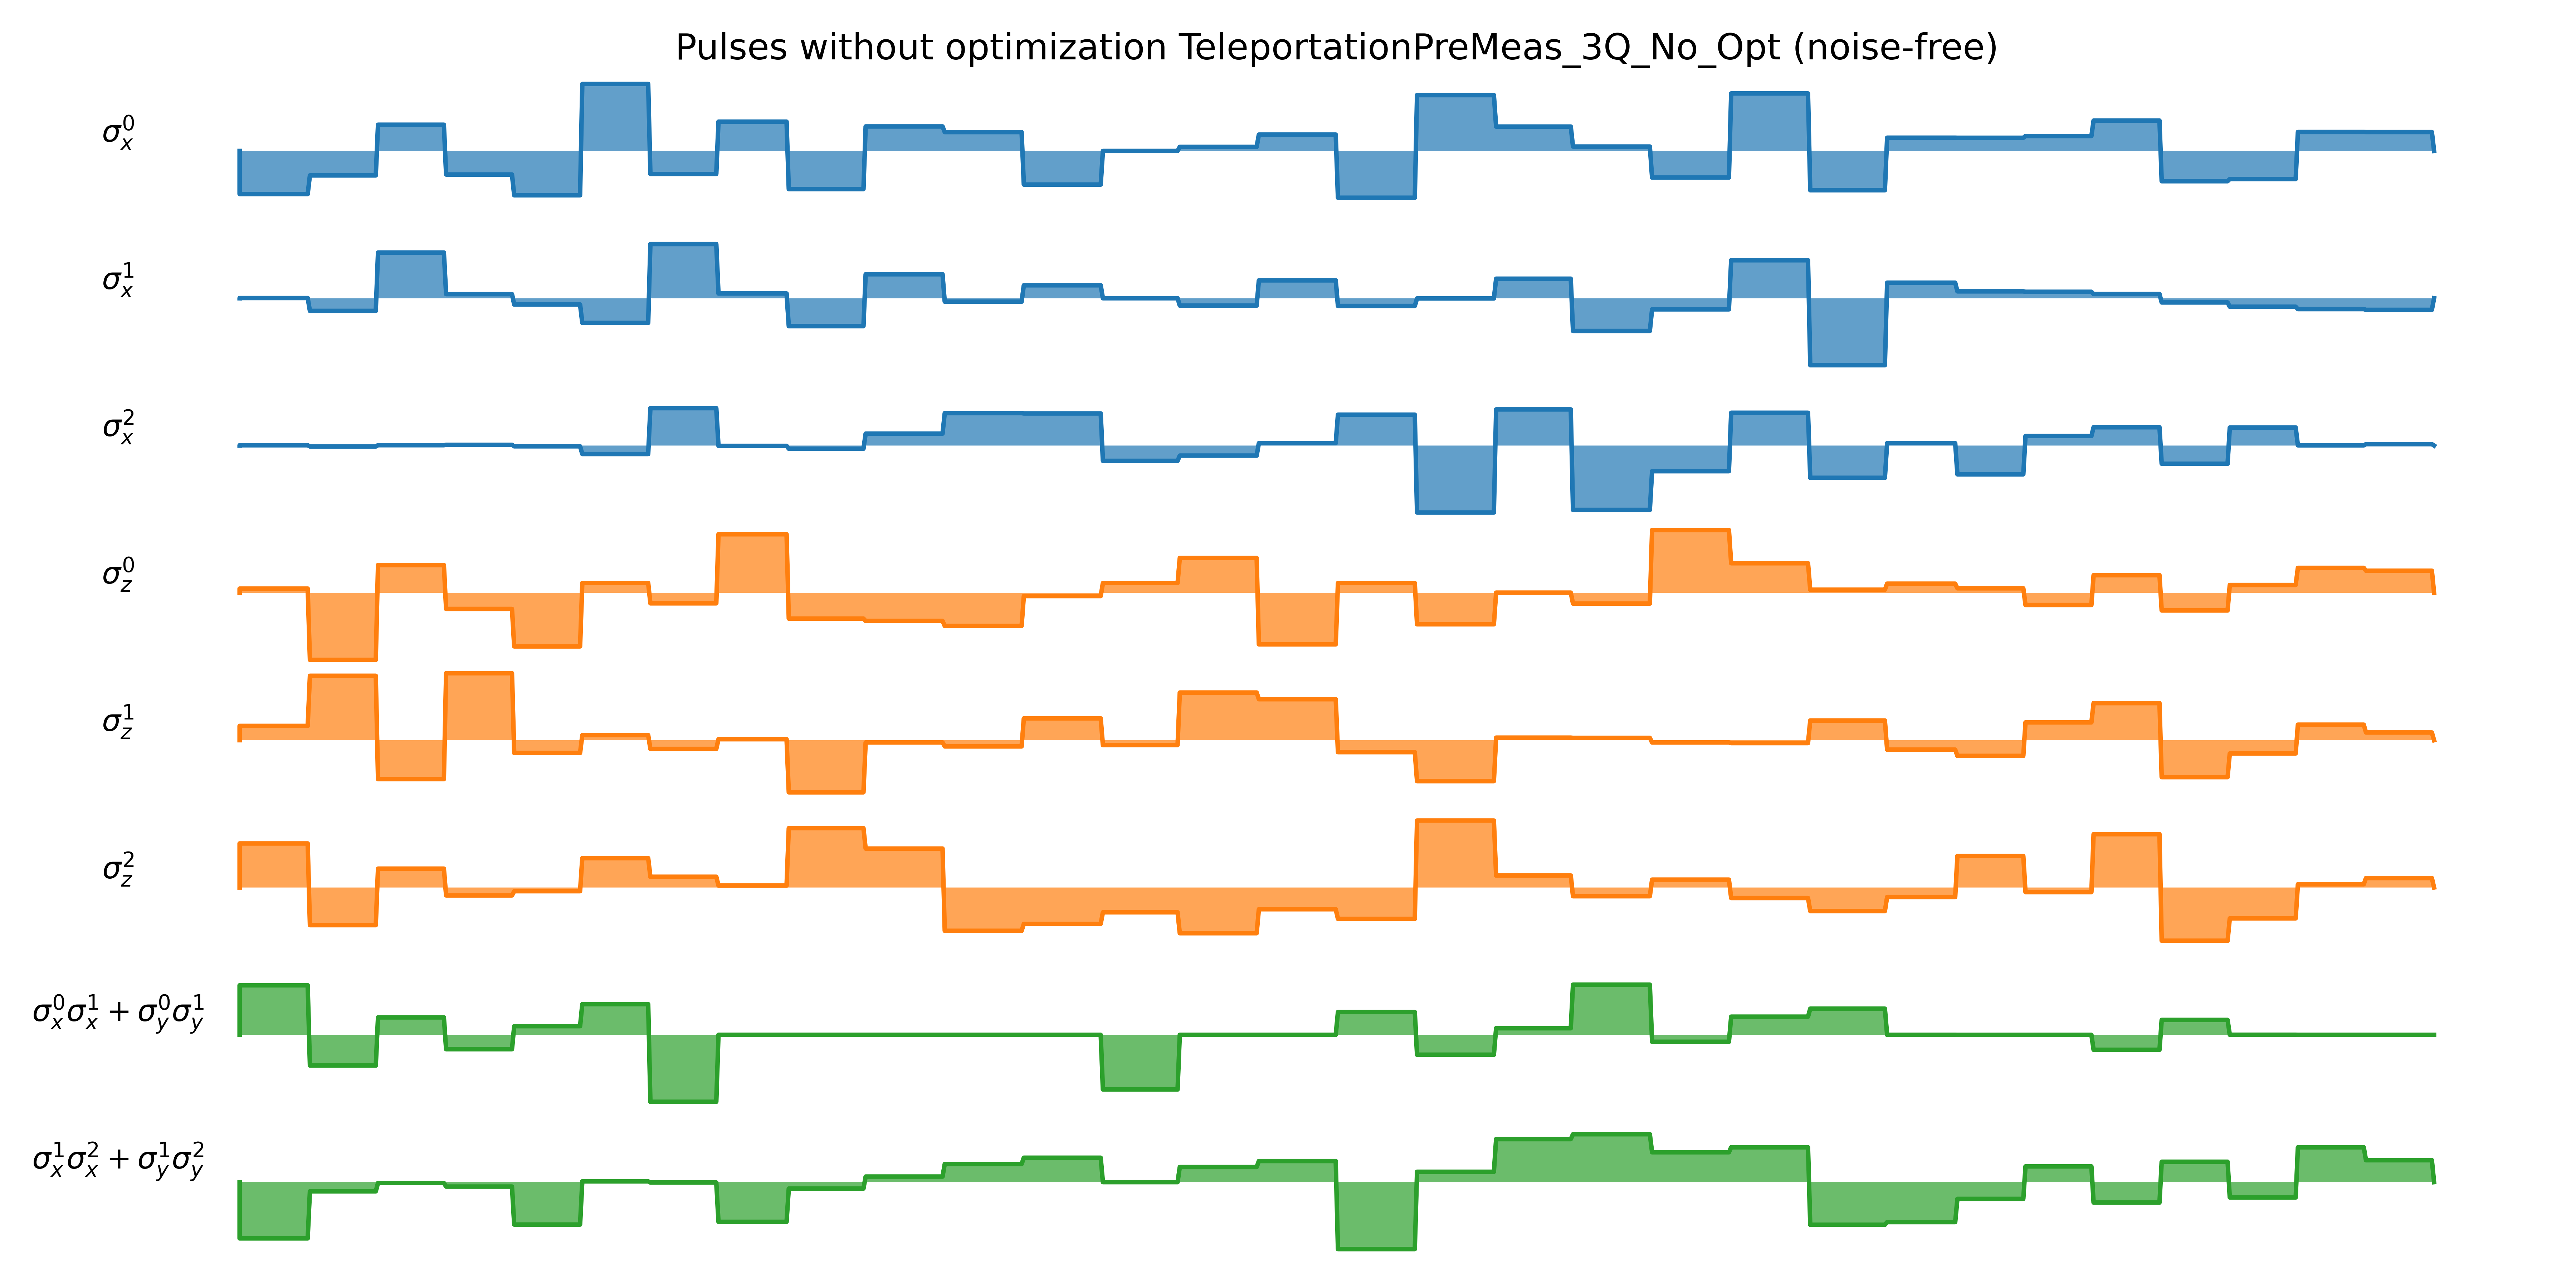 Pulses without optimization TeleportationPreMeas_3Q_No_Opt (noise-free)
σ_x^0
σ_x^1
σ_x^2
σ_z^0
σ_z^1
σ_z^2
σ_x^0σ_x^1 + σ_y^0σ_y^1
σ_x^1σ_x^2 + σ_y^1σ_y^2